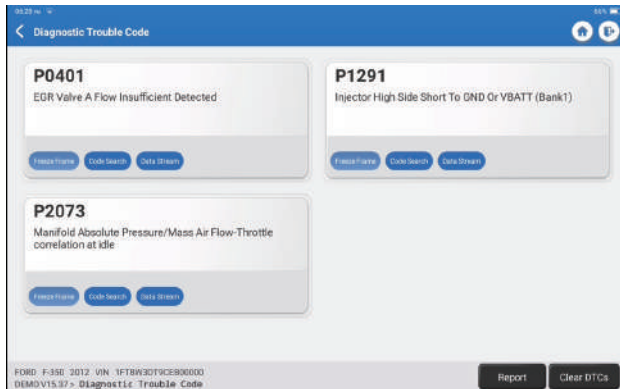 Diagnostic Trouble Code
P0401
EGR Valve A Flow Insufficient Detected
Freeze Frame Code Search Data Stream
P1291
Injector High Side Short To GND Or VBATT (Bank1)
Freeze Frame Code Search Data Stream
P2073
Manifold Absolute Pressure/Mass Air Flow-Throttle
correlation at idle
Freeze Frame Code Search Data Stream
FORD F-350 2012 VIN
DEMO V15.37 > Diagnostic Trouble Code
Report
Clear DTCs